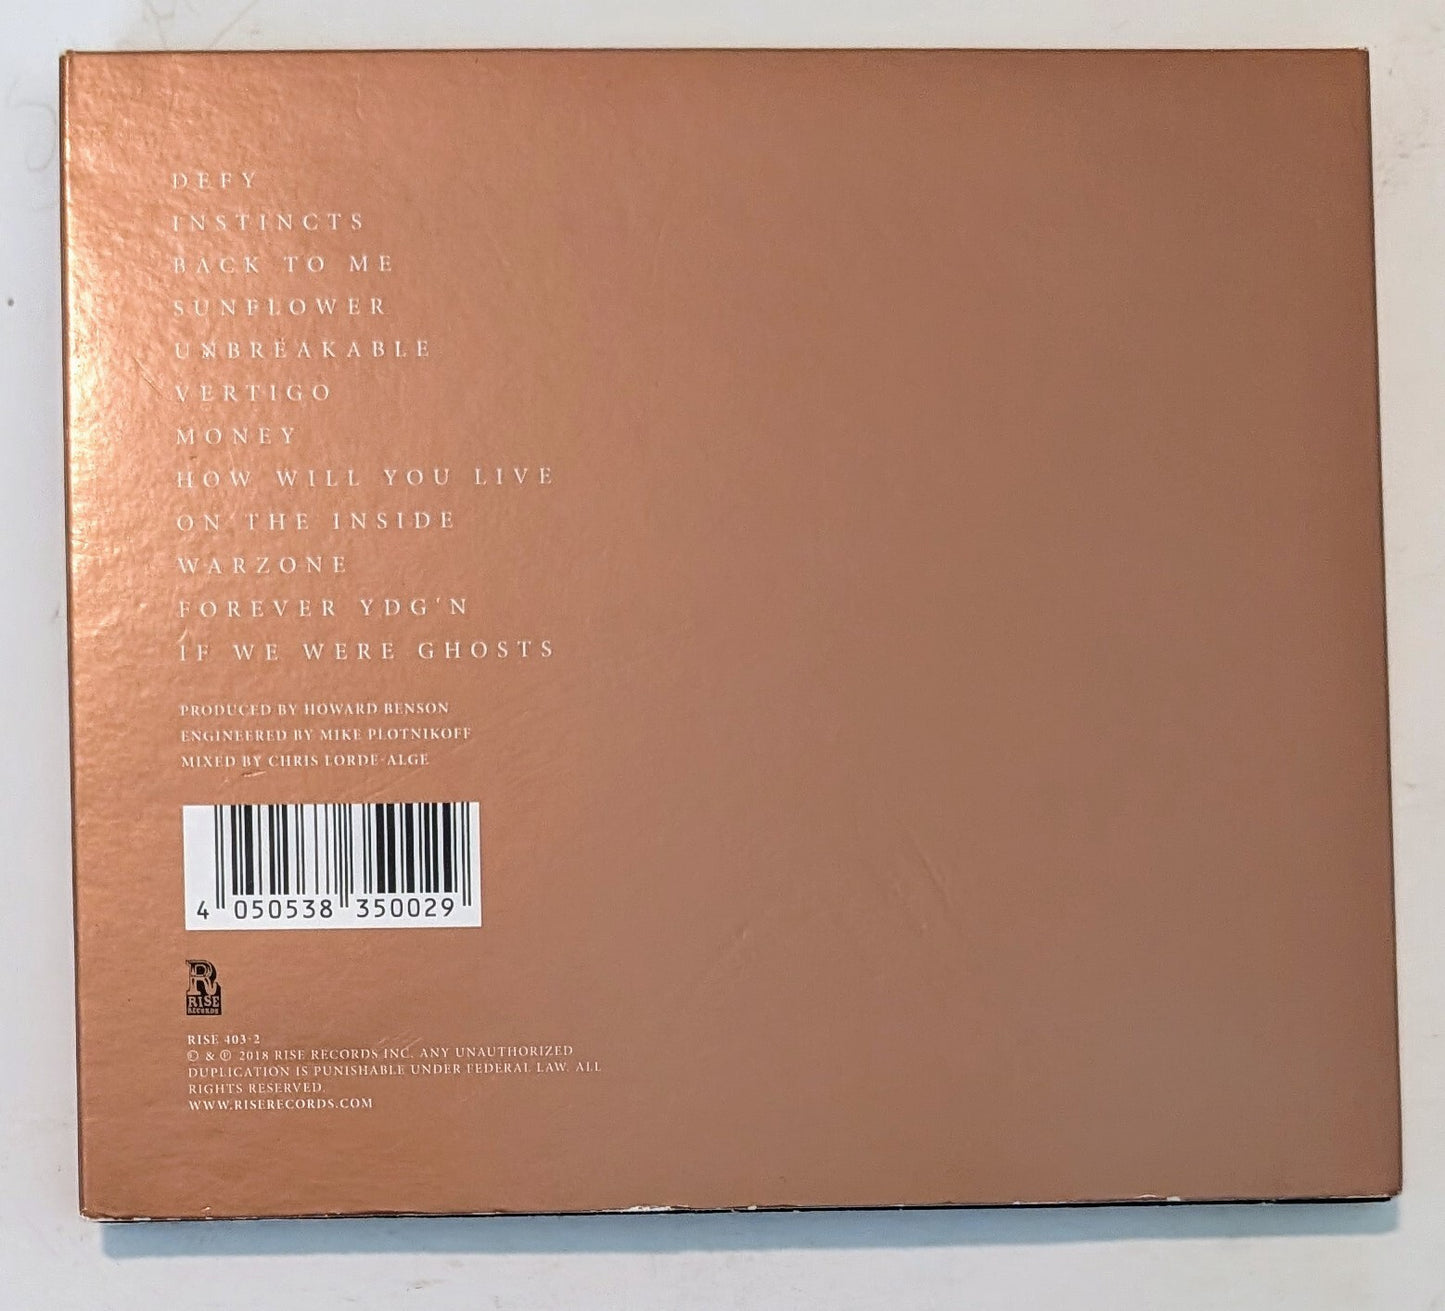 DEFY
INSTINCTS
BACK TO ME
SUNFLOWER
UNBREAKABLE
VERTIGO
MONEY
HOW WILL YOU LIVE
ON THE INSIDE
WARZONE
FOREVER YDG'N
IF WE WERE GHOSTS
PRODUCED BY HOWARD BENSON
ENGINEERED BY MIKE PLOTNIKOFF
MIXED BY CHRIS LORDE-ALGE
4 050538 350029
R
RISE
RECORDS
RISE 403-2
© & ℗ 2018 RISE RECORDS INC. ANY UNAUTHORIZED
DUPLICATION IS PUNISHABLE UNDER FEDERAL LAW. ALL
RIGHTS RESERVED.
WWW.RISERECORDS.COM